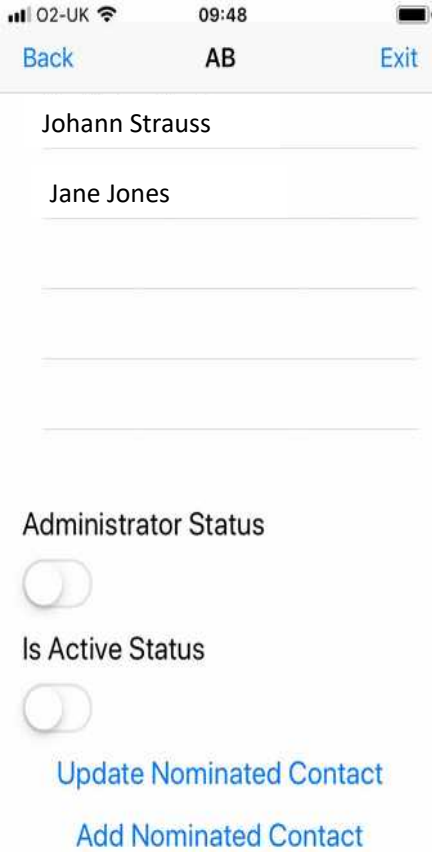 O2-UK 09:48
Back AB Exit
Johann Strauss
Jane Jones
Administrator Status
Is Active Status
Update Nominated Contact
Add Nominated Contact